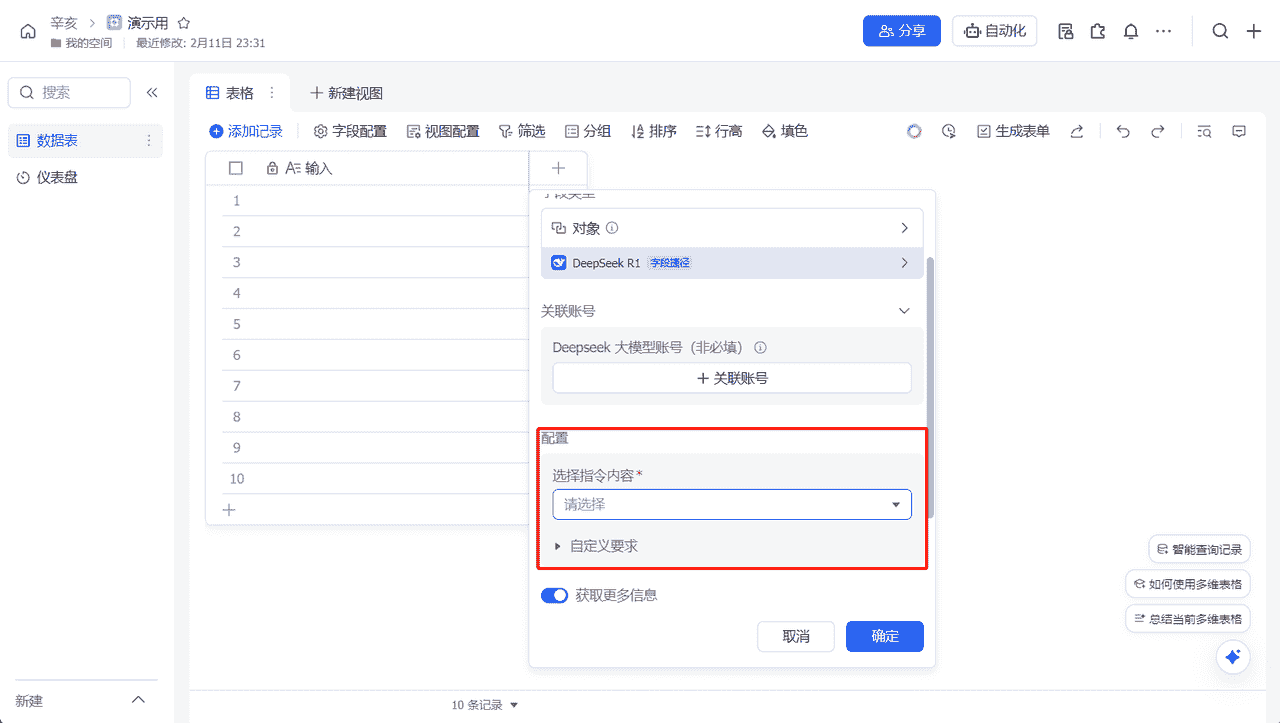 辛亥 演示用
我的空间 最近修改: 2月11日 23:31
分享 自动化
搜索
数据表
仪表盘
新建
表格 新建视图
添加记录 字段配置 视图配置 筛选 分组 排序 行高 填色 生成表单
输入
1
2
3
4
5
6
7
8
9
10
字段类型
对象
DeepSeek R1 字段捷径
关联账号
Deepseek 大模型账号（非必填）
关联账号
配置
选择指令内容*
请选择
自定义要求
获取更多信息
取消 确定
智能查询记录
如何使用多维表格
总结当前多维表格
10 条记录